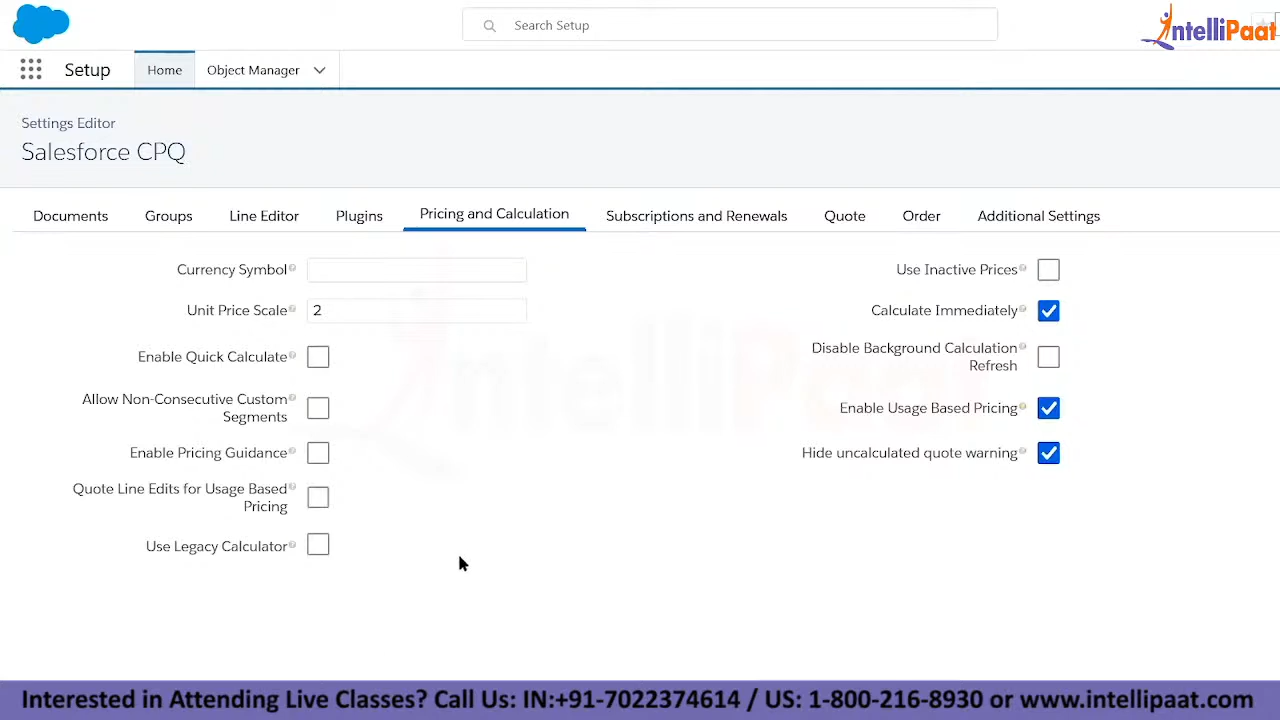 Search Setup
IntelliPaat
Setup
Home
Object Manager
Settings Editor
Salesforce CPQ
Documents
Groups
Line Editor
Plugins
Pricing and Calculation
Subscriptions and Renewals
Quote
Order
Additional Settings
Currency Symbol
Use Inactive Prices
Unit Price Scale
2
Calculate Immediately
Enable Quick Calculate
Disable Background Calculation
Refresh
Allow Non-Consecutive Custom
Segments
Enable Usage Based Pricing
Enable Pricing Guidance
Hide uncalculated quote warning
Quote Line Edits for Usage Based
Pricing
Use Legacy Calculator
IntelliPaat
Interested in Attending Live Classes? Call Us: IN:+91-7022374614 / US: 1-800-216-8930 or www.intellipaat.com